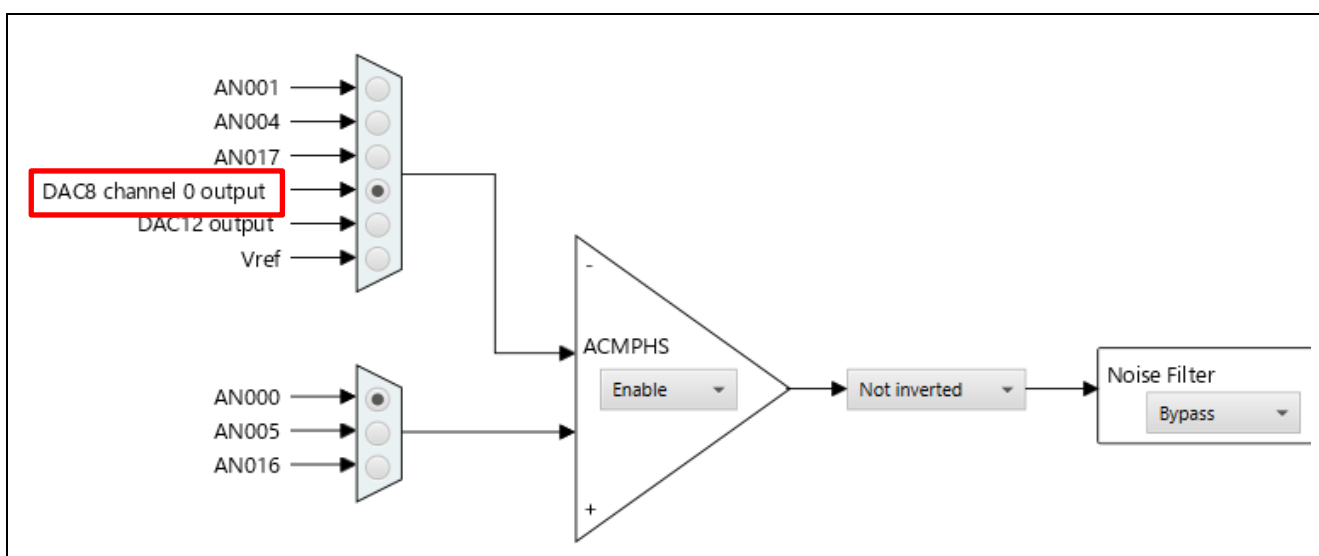 AN001
AN004
AN017
DAC8 channel 0 output
DAC12 output
Vref
-
ACMPHS
Enable
Not inverted
Noise Filter
Bypass
AN000
AN005
AN016
+